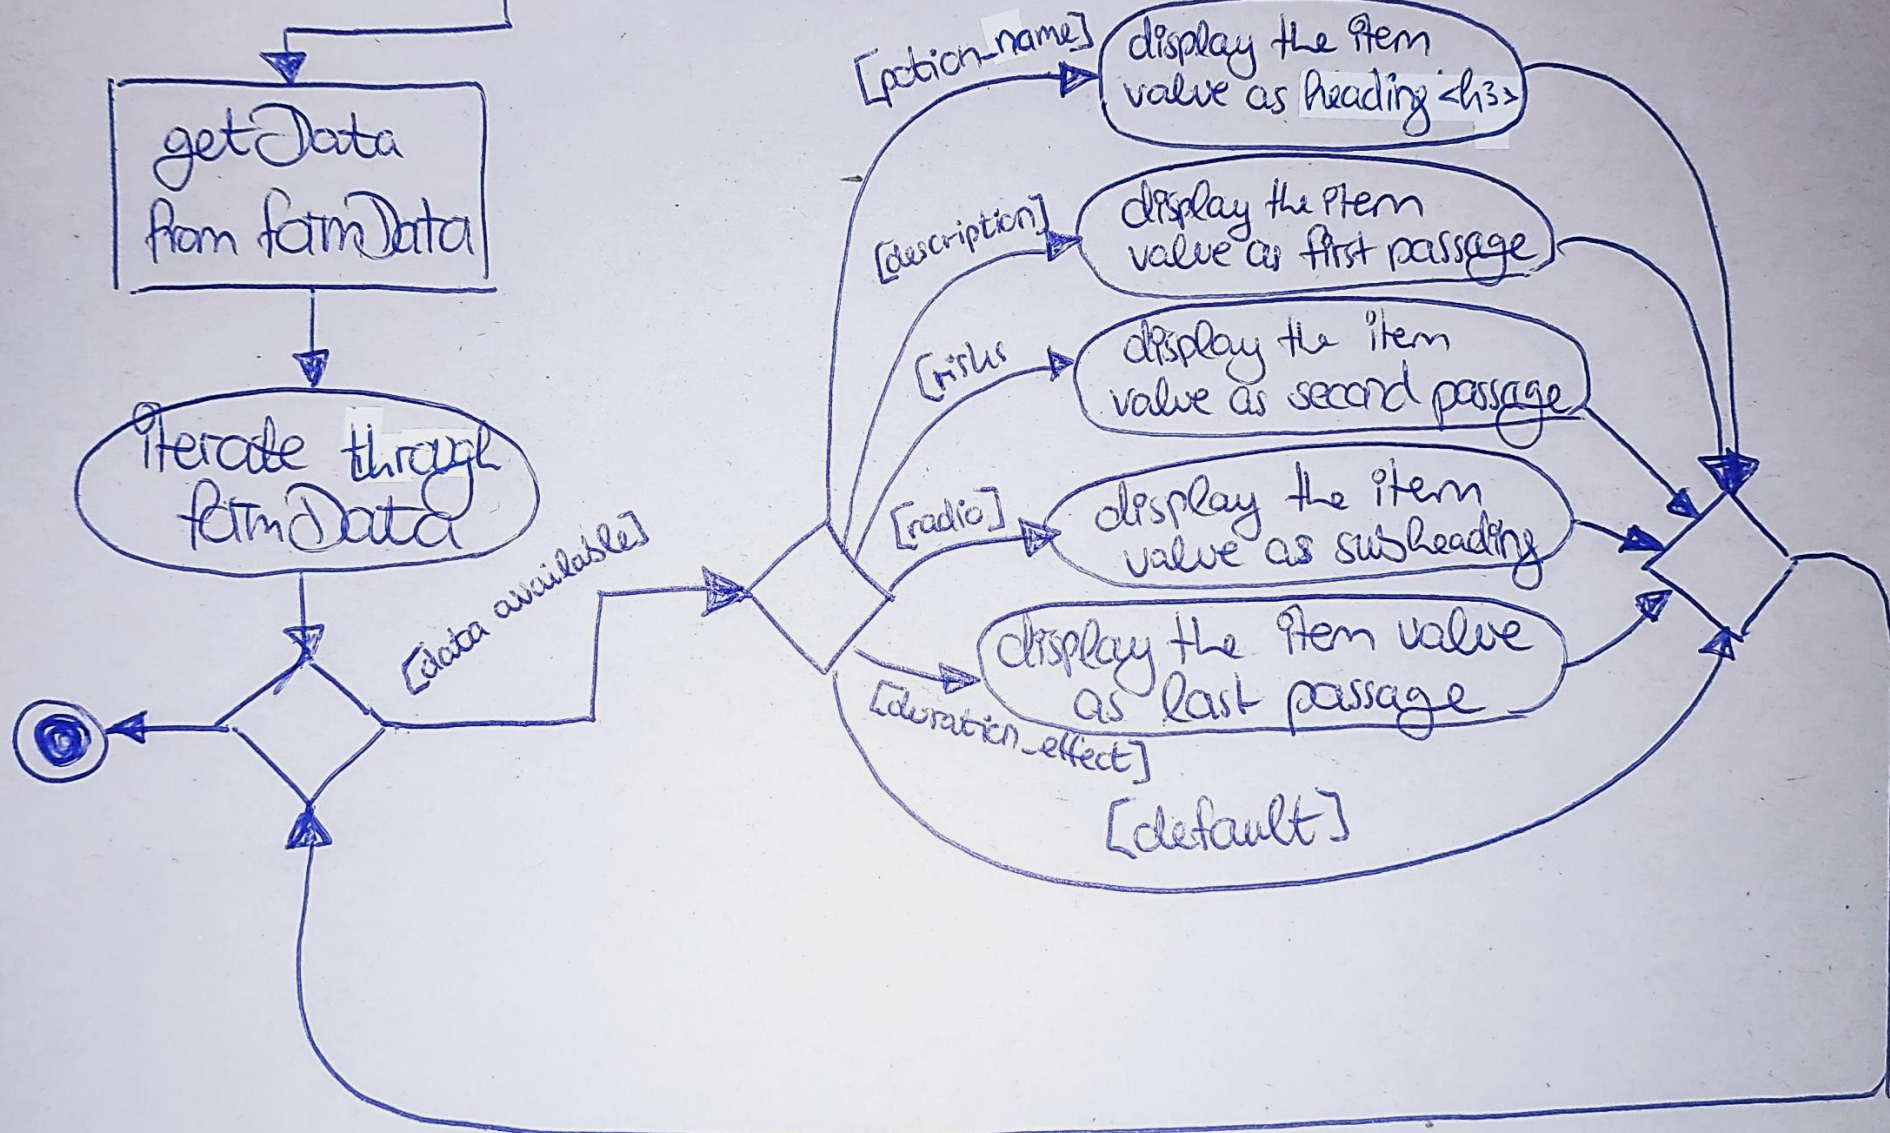 getData
from formData
iterate through
formData
[data available]
[potion_name]
display the item
value as heading <h3>
[description]
display the item
value as first passage
[risks
display the item
value as second passage
[radio]
display the item
value as subheading
[duration_effect]
display the item value
as last passage
[default]